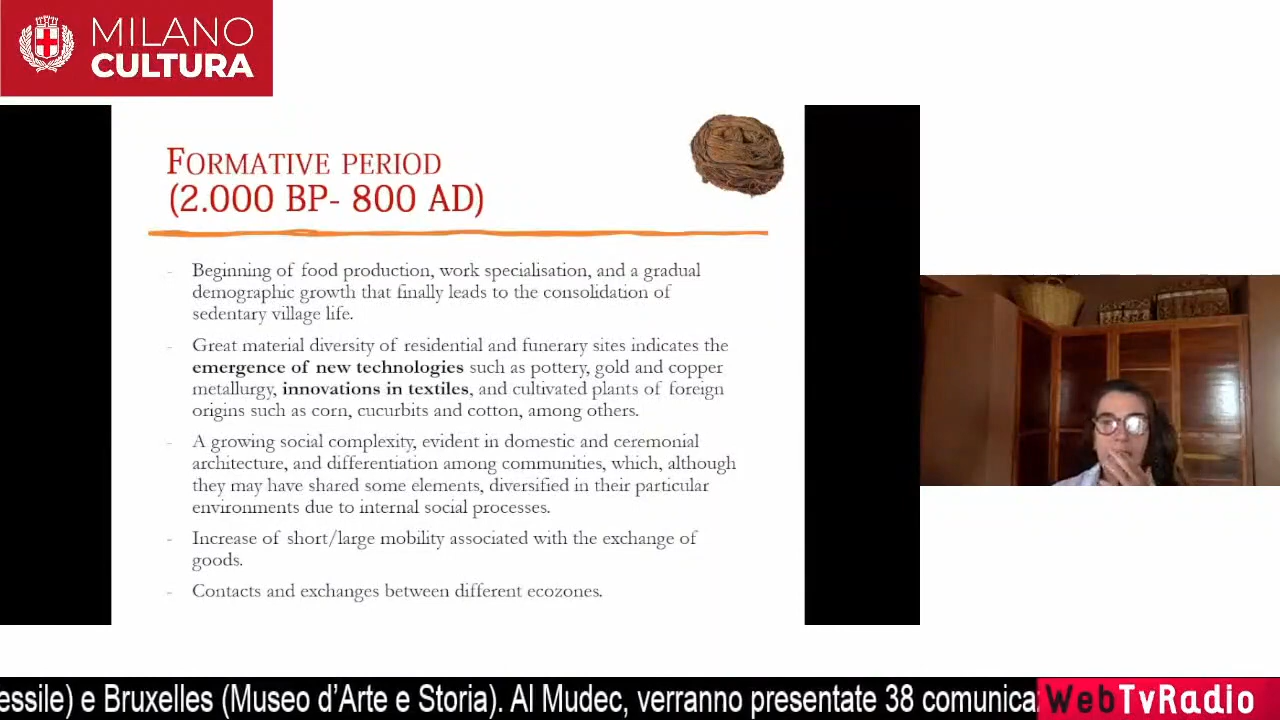 MILANO
CULTURA
FORMATIVE PERIOD
(2.000 BP- 800 AD)
- Beginning of food production, work specialisation, and a gradual
demographic growth that finally leads to the consolidation of
sedentary village life.
- Great material diversity of residential and funerary sites indicates the
emergence of new technologies such as pottery, gold and copper
metallurgy, innovations in textiles, and cultivated plants of foreign
origins such as corn, cucurbits and cotton, among others.
- A growing social complexity, evident in domestic and ceremonial
architecture, and differentiation among communities, which, although
they may have shared some elements, diversified in their particular
environments due to internal social processes.
- Increase of short/large mobility associated with the exchange of
goods.
- Contacts and exchanges between different ecozones.
essile) e Bruxelles (Museo d'Arte e Storia). Al Mudec, verranno presentate 38 comunica
WebTvRadio